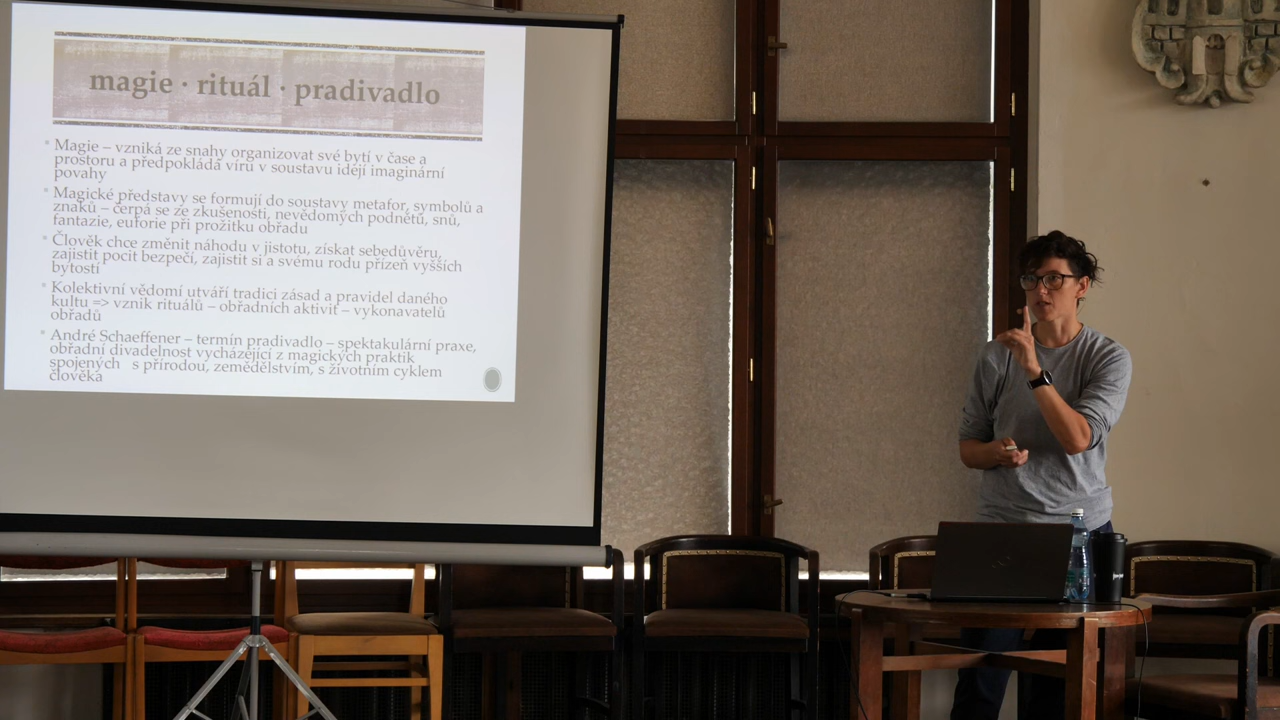 magie · rituál · pradivadlo
Magie – vzniká ze snahy organizovat své bytí v čase a
prostoru a předpokládá víru v soustavu idějí imaginární
povahy
Magické představy se formují do soustavy metafor, symbolů a
znaků – čerpá se ze zkušeností, nevědomých podnětů, snů,
fantazie, euforie při prožitku obřadu
Člověk chce změnit náhodu v jistotu, získat sebedůvěru,
zajistit pocit bezpečí, zajistit si a svému rodu přízeň vyšších
bytostí
Kolektivní vědomí utváří tradici zásad a pravidel daného
kultu => vznik rituálů – obřadních aktivit – vykonavatelů
obřadů
André Schaeffener – termín pradivadlo – spektakulární praxe,
obřadní divadelnost vycházející z magických praktik
spojených s přírodou, zemědělstvím, s životním cyklem
člověka